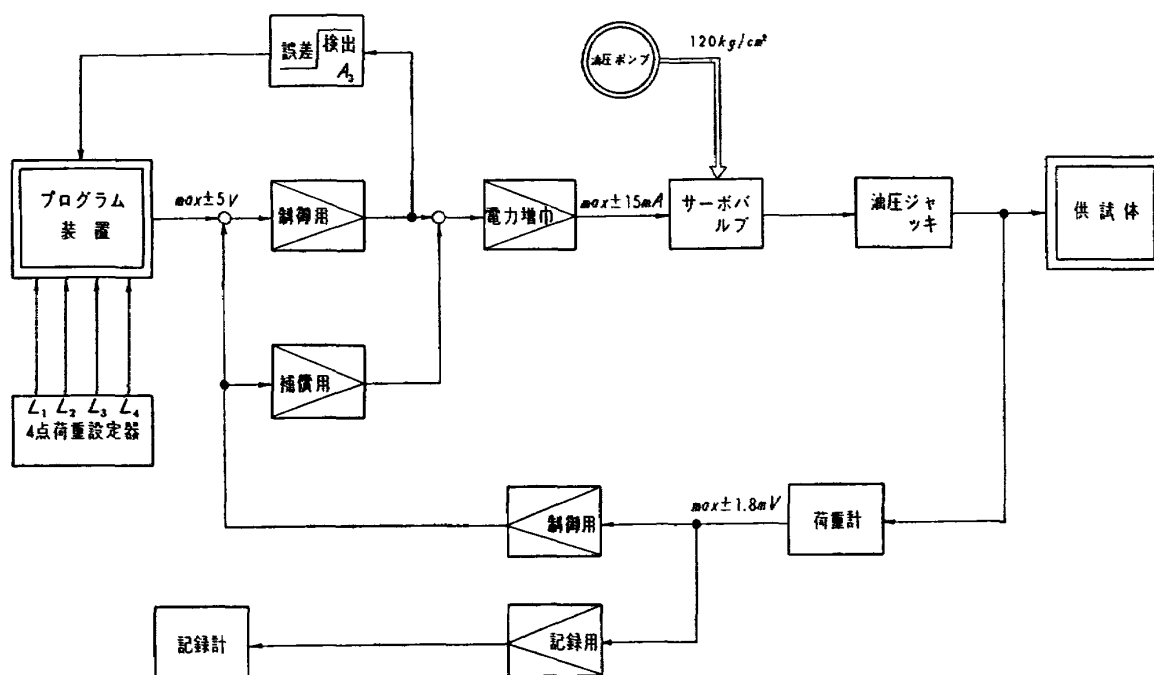 誤差 検出
A₃
油圧ポンプ
120kg/cm²
プログラム
装置
max±5V
制御用
電力増巾
max±15mA
サーボバ
ルブ
油圧ジャ
ッキ
供試体
補償用
L₁ L₂ L₃ L₄
4点荷重設定器
制御用
max±1.8mV
荷重計
記録計
記録用